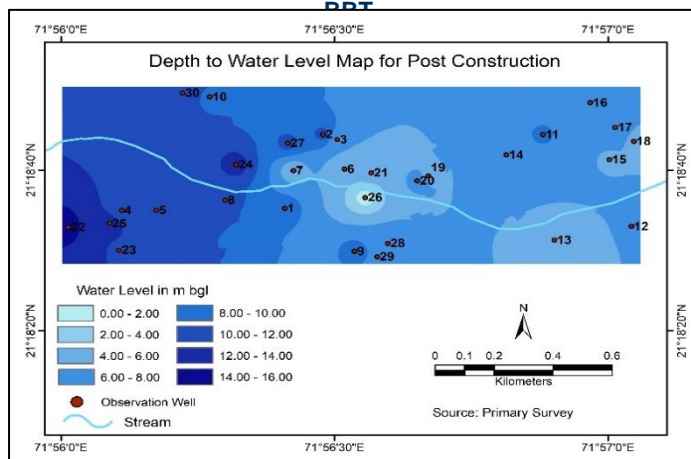 71°56'0"E 71°56'30"E 71°57'0"E
Depth to Water Level Map for Post Construction
30 10 16
2 27 3 11 17 18
24 7 6 21 19 14 15
20
8 26
4 5 1
22 25 12
23 9 28 13
29
21°18'40"N 21°18'40"N
21°18'20"N 21°18'20"N
Water Level in m bgl
0.00 - 2.00 8.00 - 10.00
2.00 - 4.00 10.00 - 12.00
4.00 - 6.00 12.00 - 14.00
6.00 - 8.00 14.00 - 16.00
Observation Well
Stream
N
0 0.1 0.2 0.4 0.6
Kilometers
Source: Primary Survey
71°56'0"E 71°56'30"E 71°57'0"E